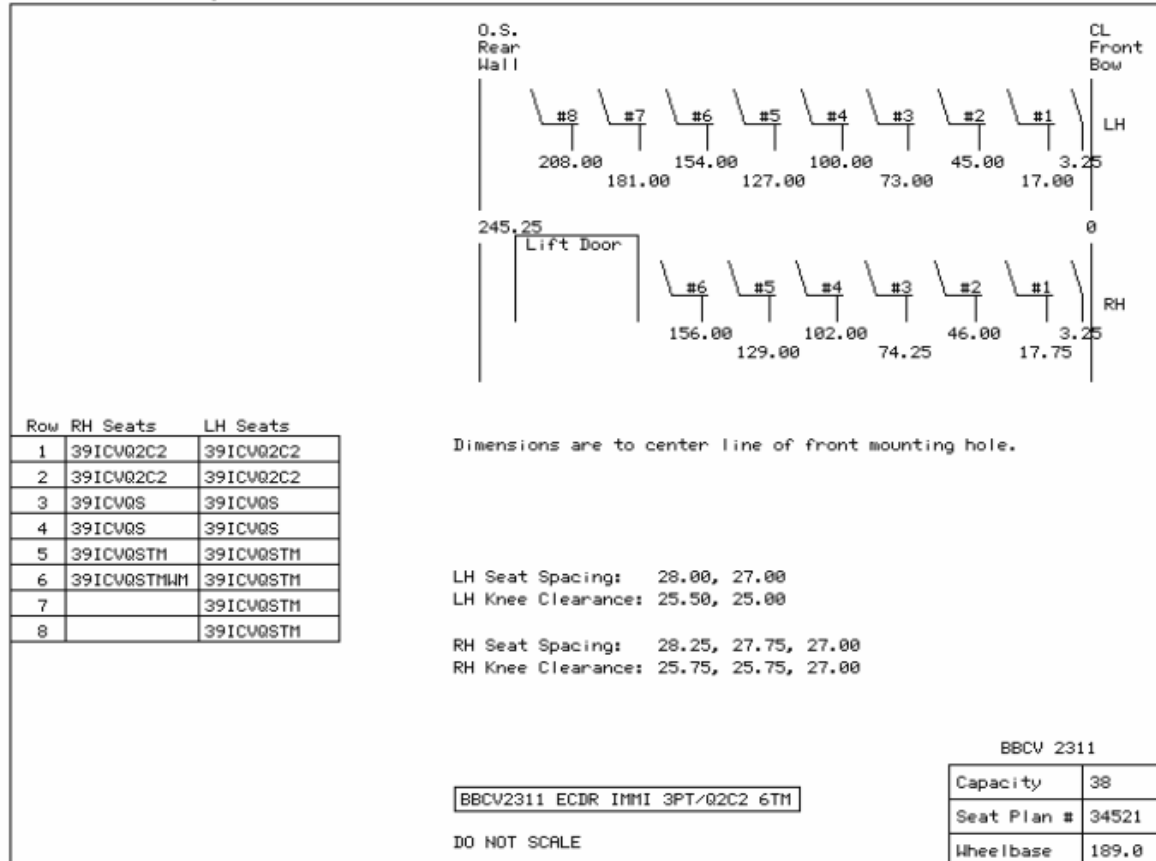 O.S. Rear Wall
CL Front Bow
#8 #7 #6 #5 #4 #3 #2 #1 LH
208.00 154.00 100.00 45.00 3.25
181.00 127.00 73.00 17.00
245.25 0
Lift Door
#6 #5 #4 #3 #2 #1 RH
156.00 102.00 46.00 3.25
129.00 74.25 17.75
Row RH Seats LH Seats
1 39ICVQ2C2 39ICVQ2C2
2 39ICVQ2C2 39ICVQ2C2
3 39ICVQS 39ICVQS
4 39ICVQS 39ICVQS
5 39ICVQSTM 39ICVQSTM
6 39ICVQSTMWM 39ICVQSTM
7 39ICVQSTM
8 39ICVQSTM
Dimensions are to center line of front mounting hole.
LH Seat Spacing: 28.00, 27.00
LH Knee Clearance: 25.50, 25.00
RH Seat Spacing: 28.25, 27.75, 27.00
RH Knee Clearance: 25.75, 25.75, 27.00
BBCV2311 ECDR IMMI 3PT/Q2C2 6TM
DO NOT SCALE
BBCV 2311
Capacity 38
Seat Plan # 34521
Wheelbase 189.0